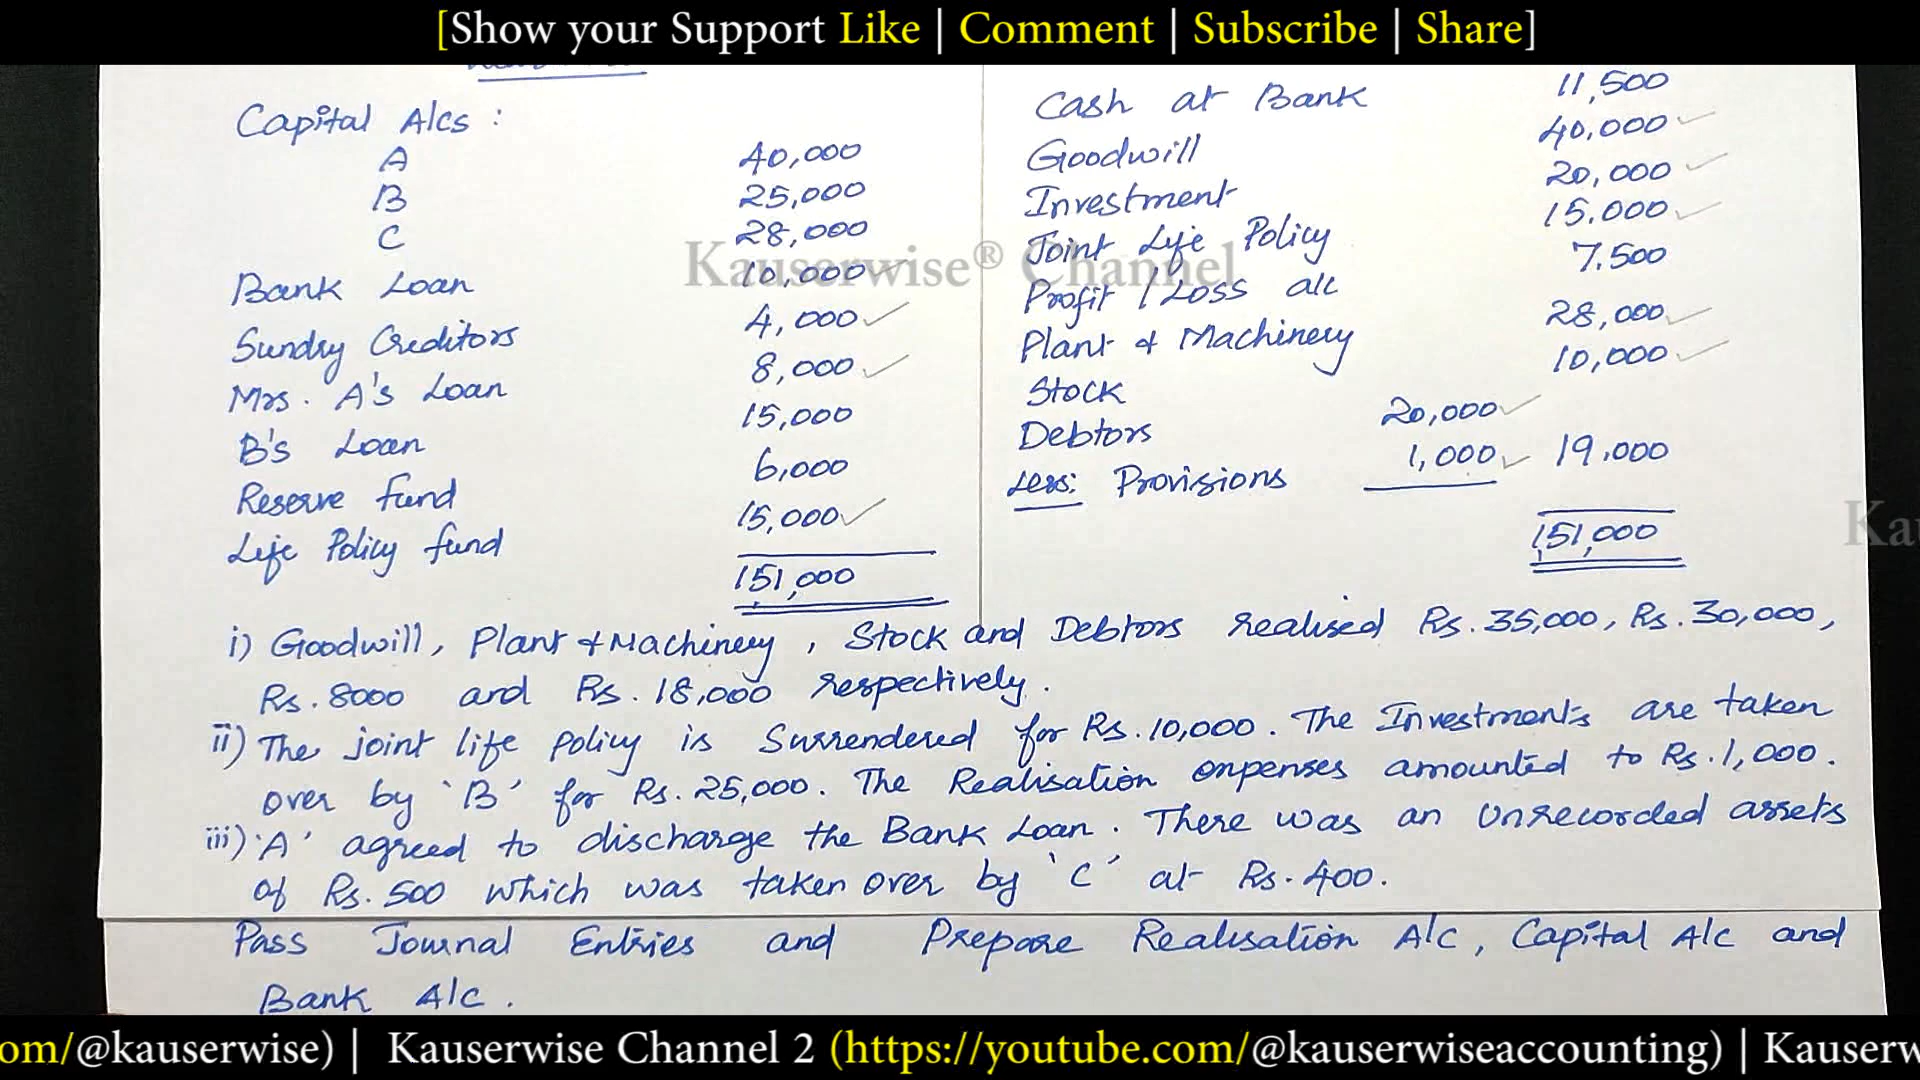 [Show your Support Like | Comment | Subscribe | Share]
Capital A/cs :
A 40,000
B 25,000
C 28,000
Bank Loan 10,000
Sundry Creditors 4,000
Mrs. A's Loan 8,000
B's Loan 15,000
Reserve fund 6,000
Life Policy fund 15,000
151,000
Cash at Bank 11,500
Goodwill 40,000
Investment 20,000
Joint Life Policy 15,000
Profit / Loss a/c 7,500
Plant & Machinery 28,000
Stock 10,000
Debtors 20,000
Less: Provisions 1,000 19,000
151,000
Kauserwise® Channel
Ka
i) Goodwill, Plant & Machinery, Stock and Debtors realised Rs. 35,000, Rs. 30,000,
Rs. 8000 and Rs. 18,000 respectively.
ii) The joint life policy is Surrendered for Rs. 10,000. The Investments are taken
over by 'B' for Rs. 25,000. The Realisation expenses amounted to Rs. 1,000.
iii) 'A' agreed to discharge the Bank Loan. There was an Unrecorded assets
of Rs. 500 which was taken over by 'C' at Rs. 400.
Pass Journal Entries and Prepare Realisation A/c, Capital A/c and
Bank A/c.
om/@kauserwise) | Kauserwise Channel 2 (https://youtube.com/@kauserwiseaccounting) | Kauserw